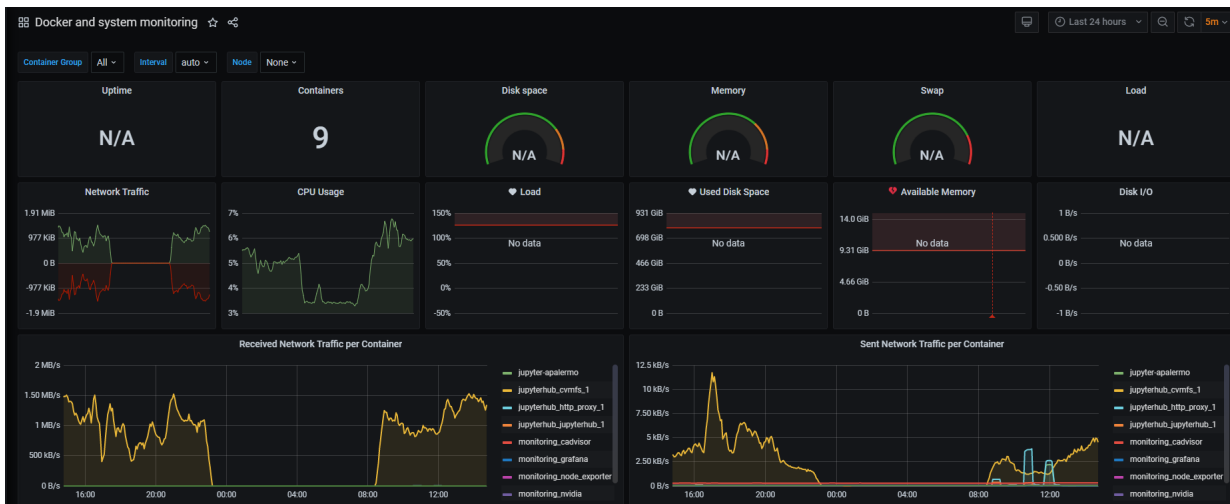 Docker and system monitoring
Last 24 hours
5m
Container Group All Interval auto Node None
Uptime
N/A
Containers
9
Disk space
N/A
Memory
N/A
Swap
N/A
Load
N/A
Network Traffic
1.91 MiB
977 KiB
0 B
-977 KiB
-1.9 MiB
CPU Usage
7%
6%
5%
4%
3%
Load
150%
100%
50%
0%
-50%
No data
Used Disk Space
931 GiB
698 GiB
466 GiB
233 GiB
0 B
No data
Available Memory
14.0 GiB
9.31 GiB
4.66 GiB
0 B
No data
Disk I/O
1 B/s
0.500 B/s
0 B/s
-0.50 B/s
-1 B/s
No data
Received Network Traffic per Container
2 MB/s
1.50 MB/s
1 MB/s
500 kB/s
0 B/s
16:00 20:00 00:00 04:00 08:00 12:00
jupyter-apalermo
jupyterhub_cvmfs_1
jupyterhub_http_proxy_1
jupyterhub_jupyterhub_1
monitoring_cadvisor
monitoring_grafana
monitoring_node_exporter
monitoring_nvidia
Sent Network Traffic per Container
12.5 kB/s
10 kB/s
7.50 kB/s
5 kB/s
2.50 kB/s
0 B/s
16:00 20:00 00:00 04:00 08:00 12:00
jupyter-apalermo
jupyterhub_cvmfs_1
jupyterhub_http_proxy_1
jupyterhub_jupyterhub_1
monitoring_cadvisor
monitoring_grafana
monitoring_node_exporter
monitoring_nvidia